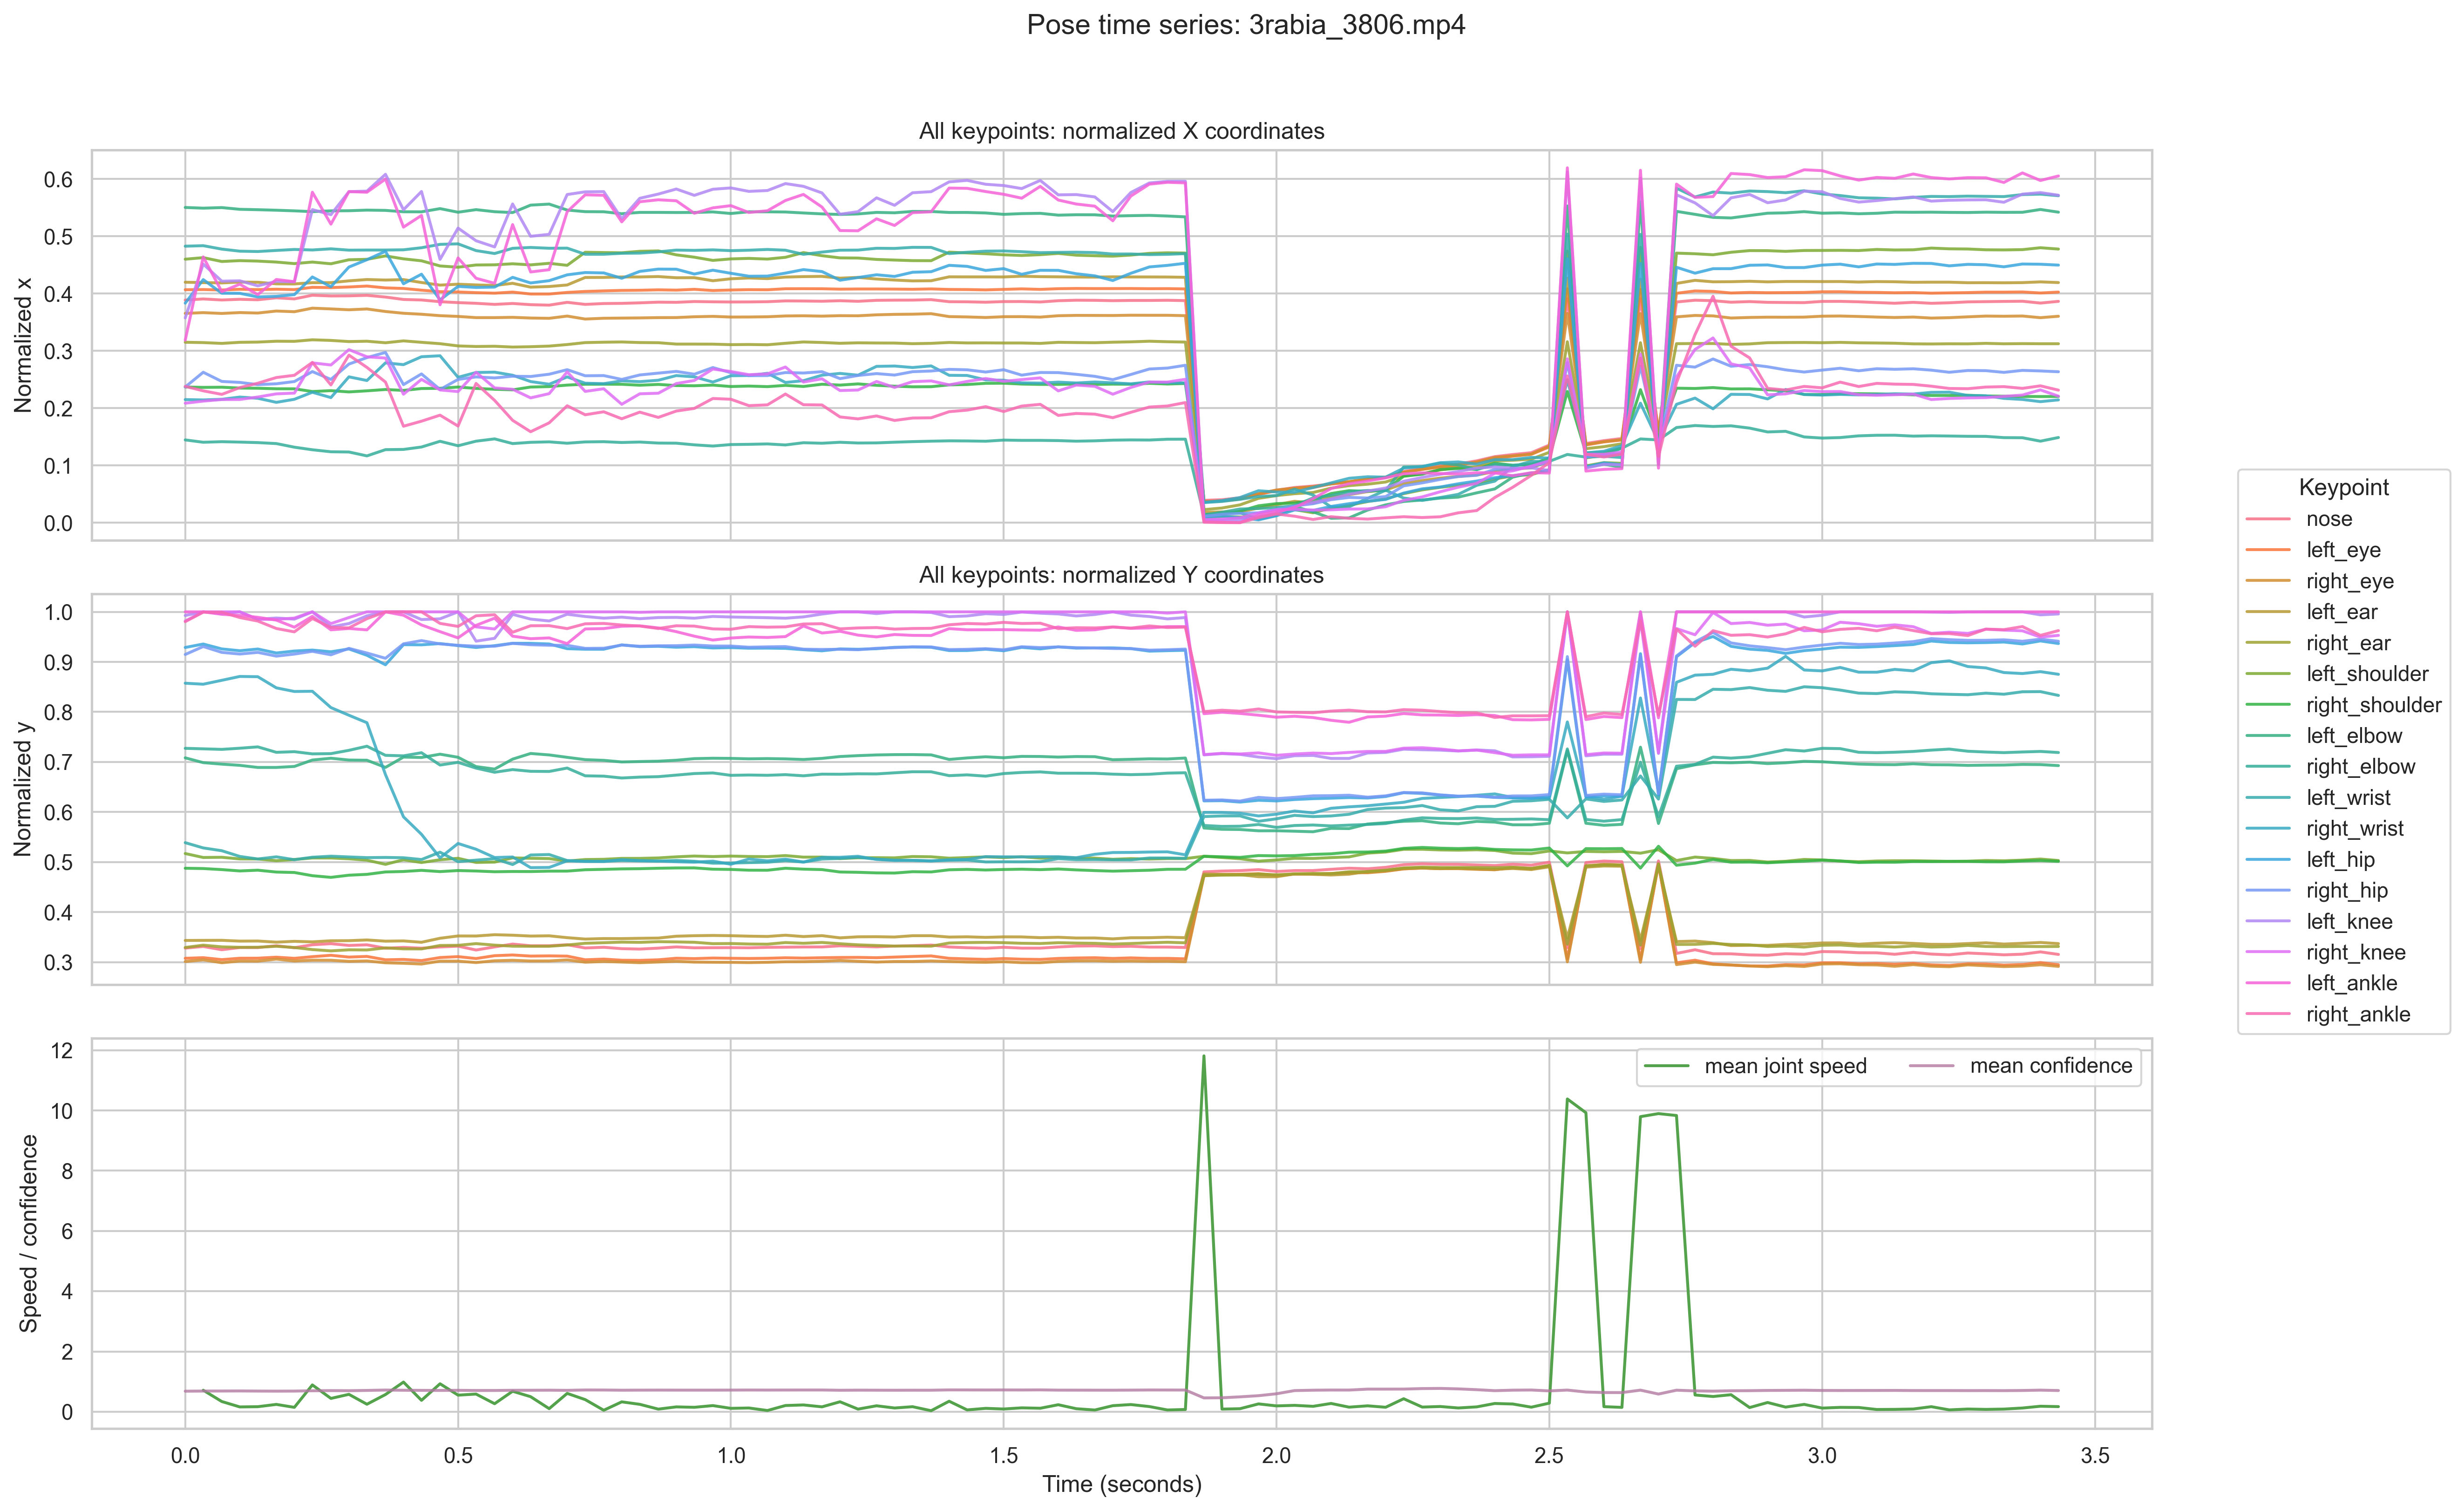 Pose time series: 3rabia_3806.mp4
All keypoints: normalized X coordinates
Normalized x
0.6
0.5
0.4
0.3
0.2
0.1
0.0
All keypoints: normalized Y coordinates
Normalized y
1.0
0.9
0.8
0.7
0.6
0.5
0.4
0.3
Keypoint
nose
left_eye
right_eye
left_ear
right_ear
left_shoulder
right_shoulder
left_elbow
right_elbow
left_wrist
right_wrist
left_hip
right_hip
left_knee
right_knee
left_ankle
right_ankle
Speed / confidence
12
10
8
6
4
2
0
mean joint speed mean confidence
0.0 0.5 1.0 1.5 2.0 2.5 3.0 3.5
Time (seconds)